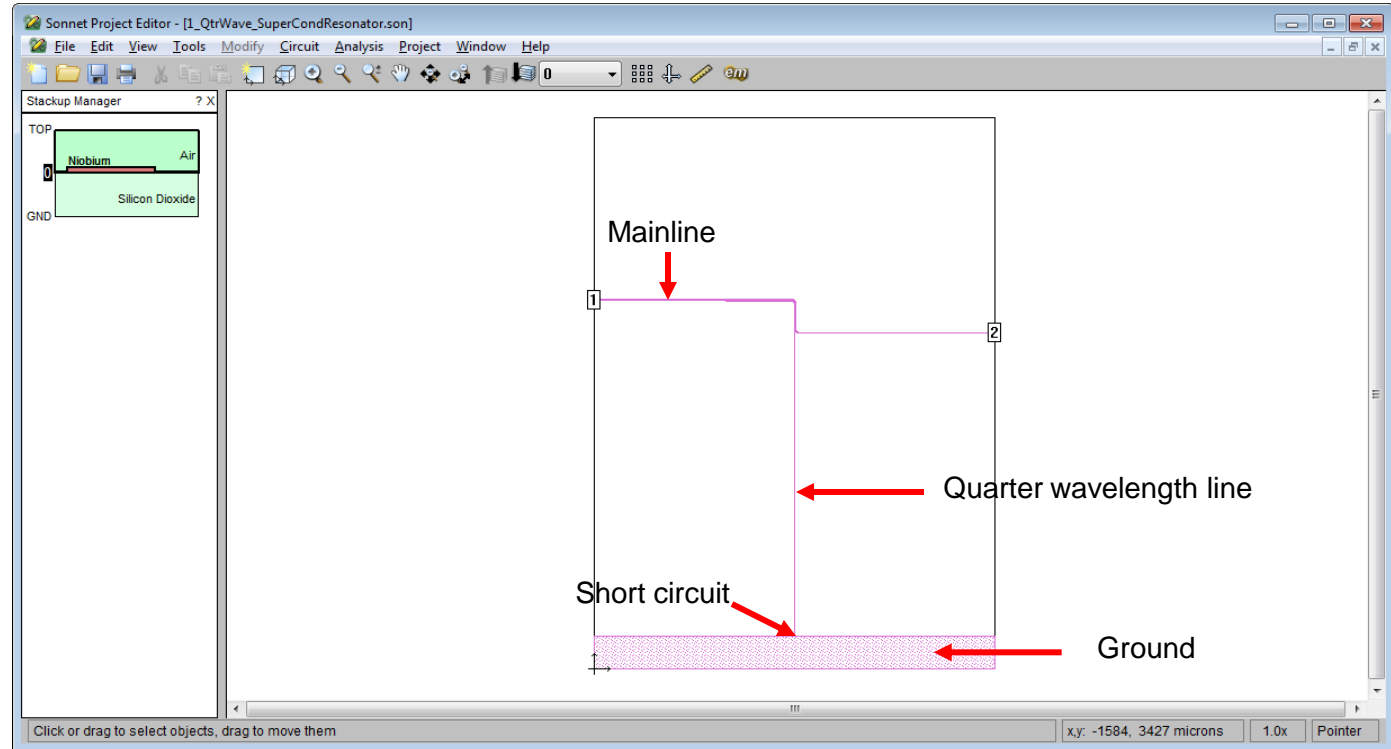 Sonnet Project Editor - [1_QtrWave_SuperCondResonator.son]
File Edit View Tools Modify Circuit Analysis Project Window Help
0
Stackup Manager ? X
TOP
Niobium
Air
0
Silicon Dioxide
GND
Mainline
1
2
Quarter wavelength line
Short circuit
Ground
Click or drag to select objects, drag to move them
x,y: -1584, 3427 microns
1.0x
Pointer